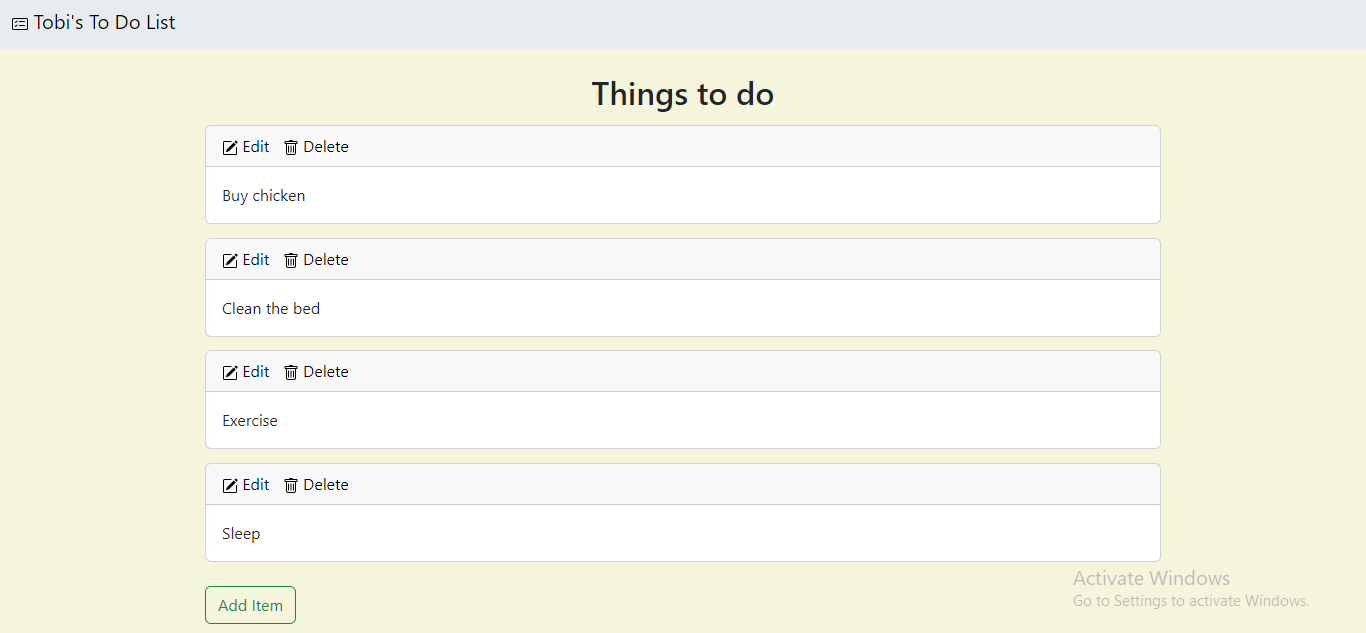 Tobi's To Do List
Things to do
Edit Delete
Buy chicken
Edit Delete
Clean the bed
Edit Delete
Exercise
Edit Delete
Sleep
Add Item
Activate Windows
Go to Settings to activate Windows.